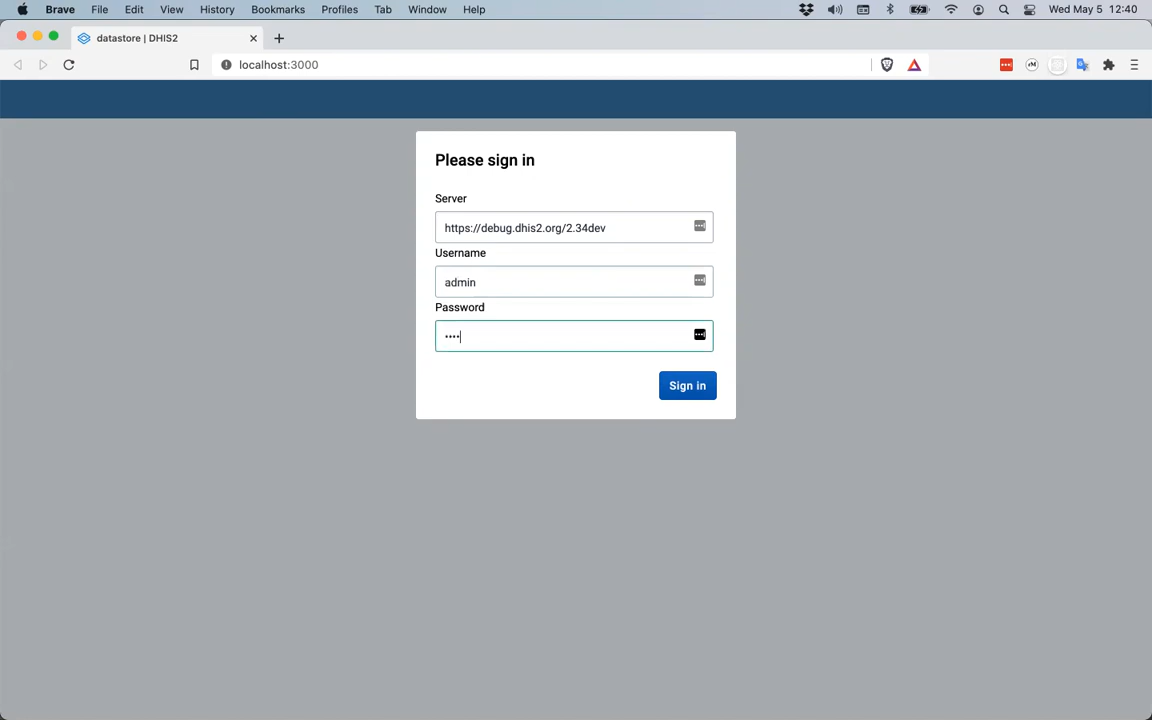 Brave File Edit View History Bookmarks Profiles Tab Window Help Wed May 5 12:40
datastore | DHIS2
localhost:3000
Please sign in
Server
https://debug.dhis2.org/2.34dev
Username
admin
Password
••••
Sign in